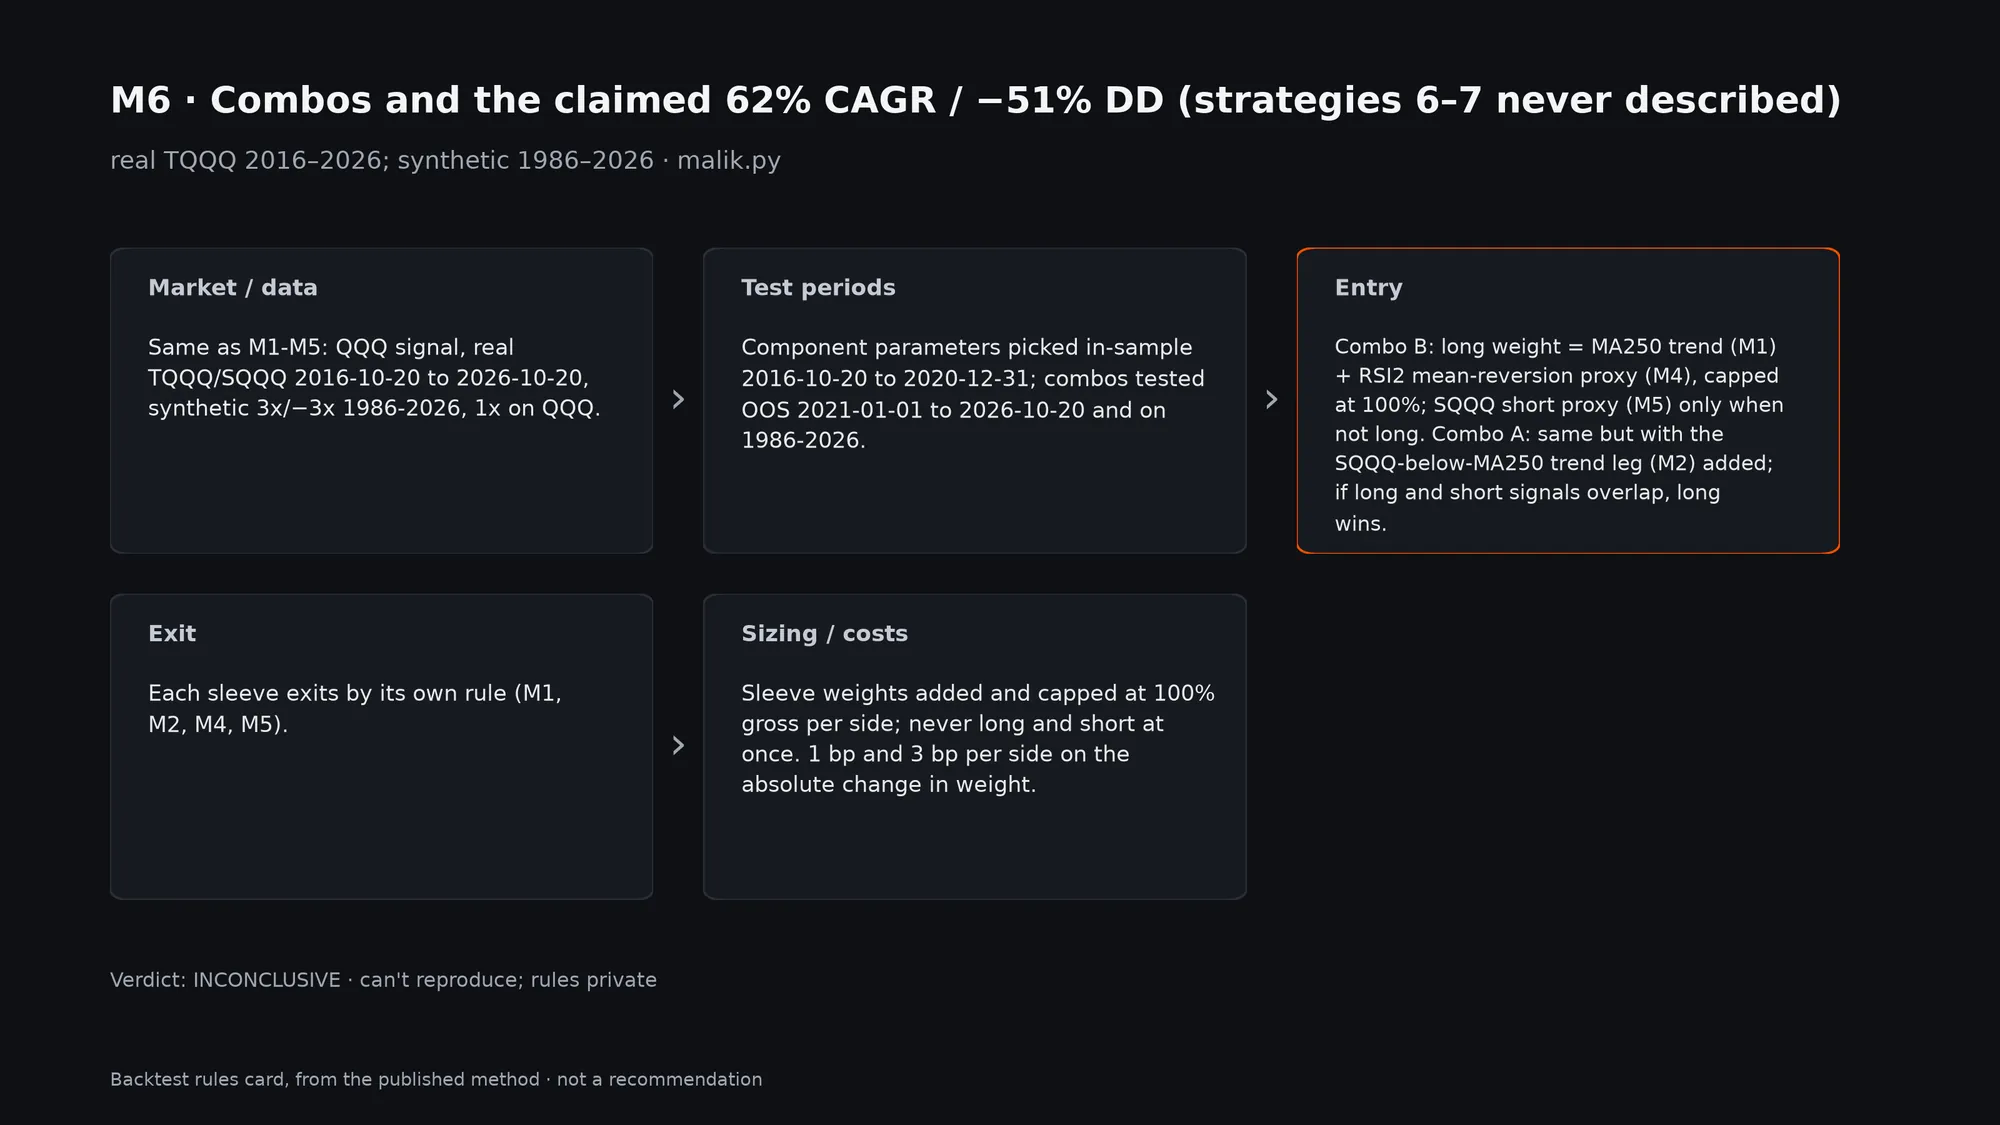 M6 · Combos and the claimed 62% CAGR / −51% DD (strategies 6–7 never described)
real TQQQ 2016–2026; synthetic 1986–2026 · malik.py
Market / data
Same as M1-M5: QQQ signal, real
TQQQ/SQQQ 2016-10-20 to 2026-10-20,
synthetic 3x/−3x 1986-2026, 1x on QQQ.
›
Test periods
Component parameters picked in-sample
2016-10-20 to 2020-12-31; combos tested
OOS 2021-01-01 to 2026-10-20 and on
1986-2026.
›
Entry
Combo B: long weight = MA250 trend (M1)
+ RSI2 mean-reversion proxy (M4), capped
at 100%; SQQQ short proxy (M5) only when
not long. Combo A: same but with the
SQQQ-below-MA250 trend leg (M2) added;
if long and short signals overlap, long
wins.
Exit
Each sleeve exits by its own rule (M1,
M2, M4, M5).
›
Sizing / costs
Sleeve weights added and capped at 100%
gross per side; never long and short at
once. 1 bp and 3 bp per side on the
absolute change in weight.
Verdict: INCONCLUSIVE · can't reproduce; rules private
Backtest rules card, from the published method · not a recommendation